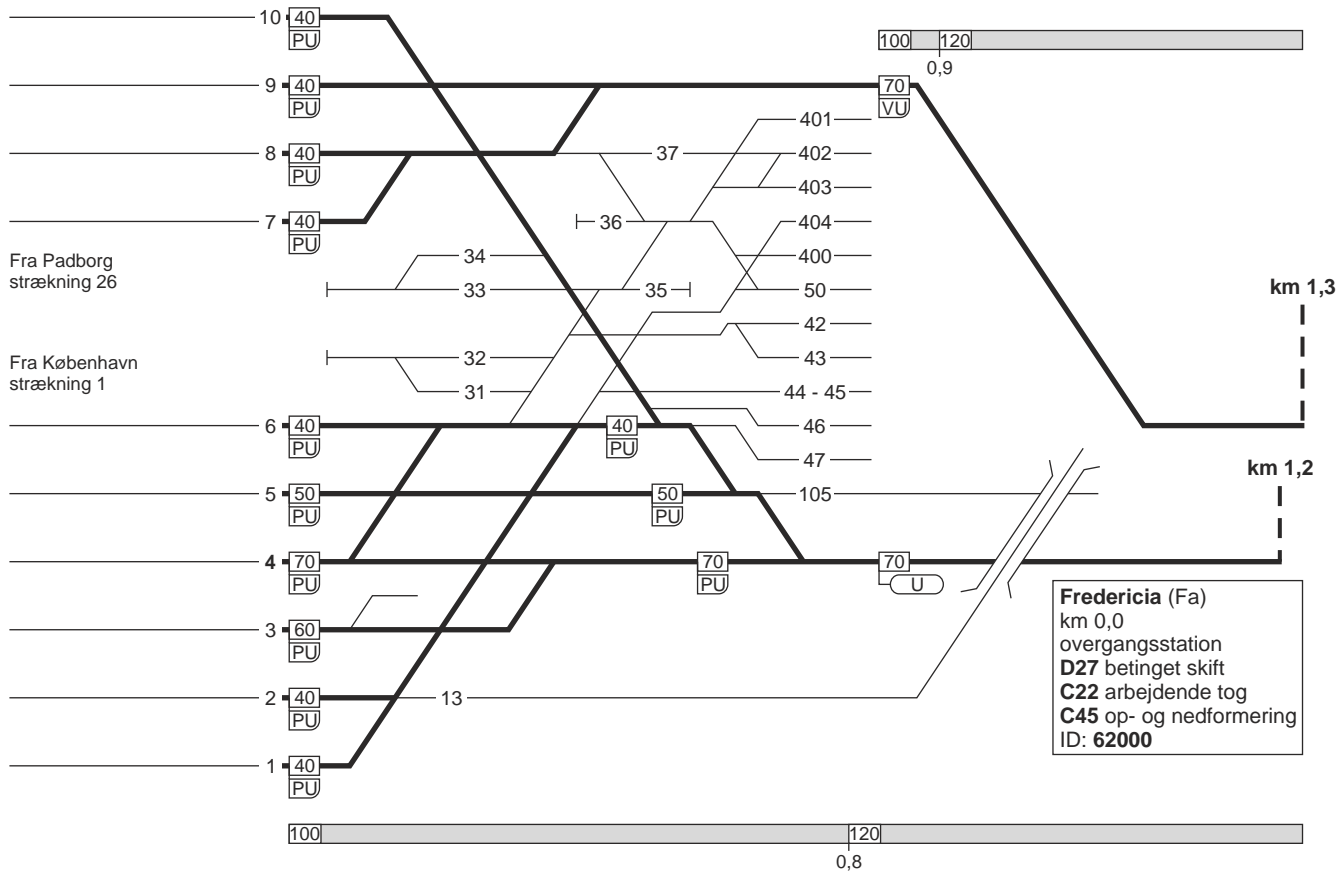 10 40
PU
100 120
0,9
9 40
PU
70
VU
401
8 40
PU
37
402
403
7 40
PU
36
404
34
400
Fra Padborg
strækning 26
33
35
50
km 1,3
42
Fra København
strækning 1
32
43
31
44 - 45
6 40
PU
40
PU
46
47
km 1,2
5 50
PU
50
PU
105
4 70
PU
70
PU
70
U
3 60
PU
Fredericia (Fa)
km 0,0
overgangsstation
D27 betinget skift
C22 arbejdende tog
C45 op- og nedformering
ID: 62000
2 40
PU
13
1 40
PU
100 120
0,8